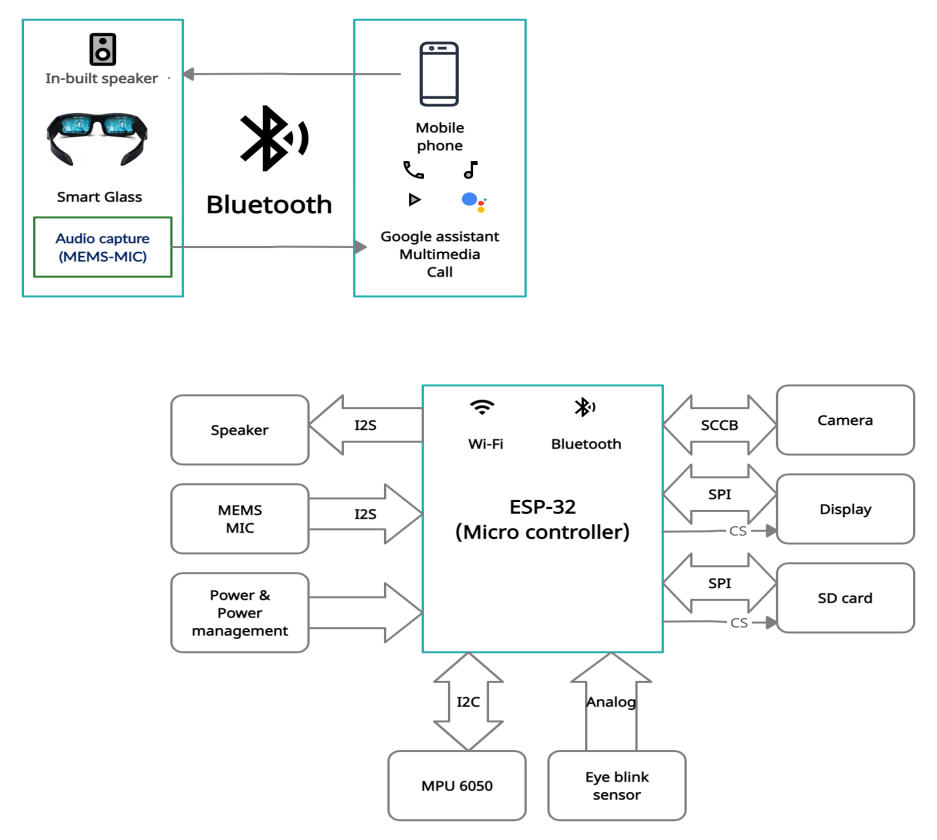 In-built speaker
Smart Glass
Audio capture
(MEMS-MIC)
Bluetooth
Mobile
phone
Google assistant
Multimedia
Call
Speaker
I2S
MEMS
MIC
I2S
Power &
Power
management
Wi-Fi
Bluetooth
ESP-32
(Micro controller)
SCCB
Camera
SPI
Display
CS
SPI
SD card
CS
I2C
Analog
MPU 6050
Eye blink
sensor